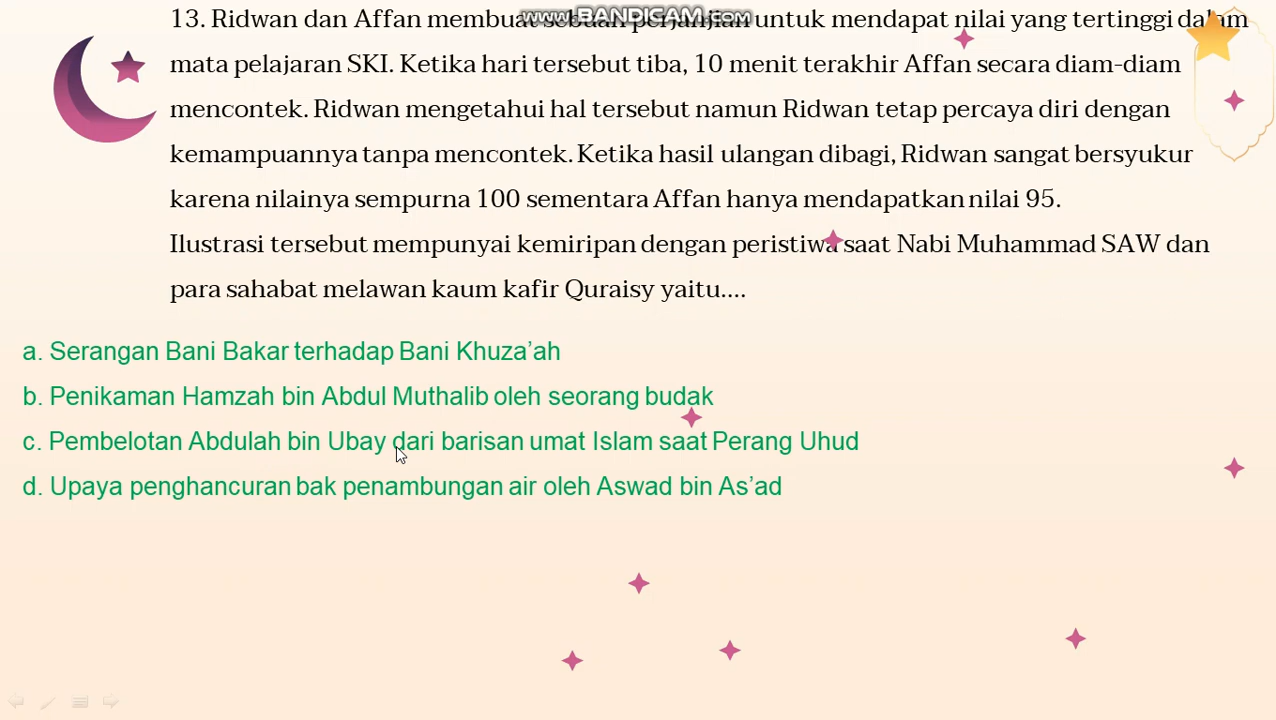 www.BANDICAM.com
13. Ridwan dan Affan membuat sebuah perjanjian untuk mendapat nilai yang tertinggi dalam
mata pelajaran SKI. Ketika hari tersebut tiba, 10 menit terakhir Affan secara diam-diam
mencontek. Ridwan mengetahui hal tersebut namun Ridwan tetap percaya diri dengan
kemampuannya tanpa mencontek. Ketika hasil ulangan dibagi, Ridwan sangat bersyukur
karena nilainya sempurna 100 sementara Affan hanya mendapatkan nilai 95.
Ilustrasi tersebut mempunyai kemiripan dengan peristiwa saat Nabi Muhammad SAW dan
para sahabat melawan kaum kafir Quraisy yaitu....
a. Serangan Bani Bakar terhadap Bani Khuza’ah
b. Penikaman Hamzah bin Abdul Muthalib oleh seorang budak
c. Pembelotan Abdulah bin Ubay dari barisan umat Islam saat Perang Uhud
d. Upaya penghancuran bak penambungan air oleh Aswad bin As’ad